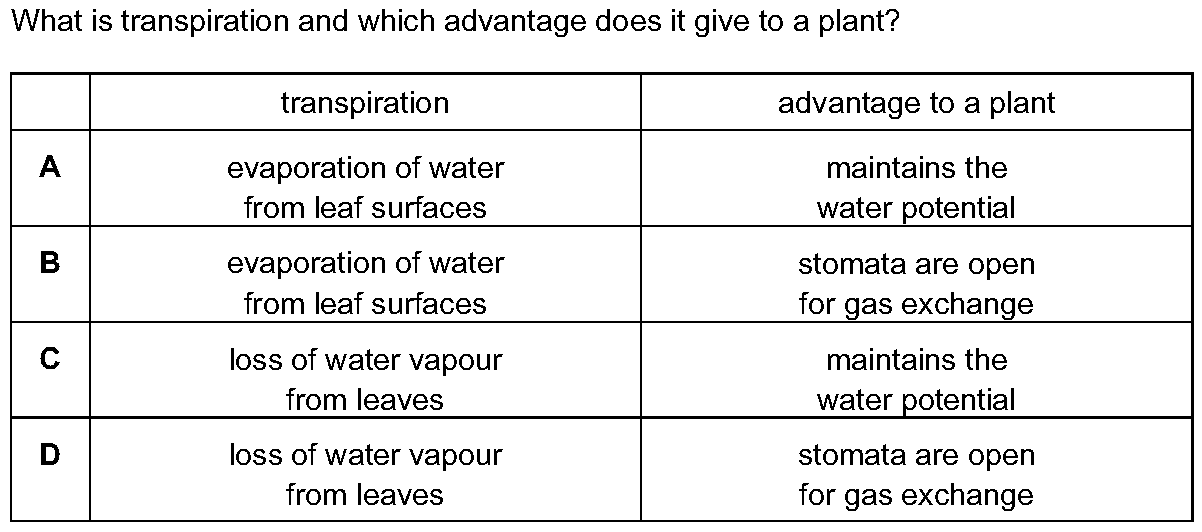 What is transpiration and which advantage does it give to a plant?
transpiration advantage to a plant
A evaporation of water maintains the
from leaf surfaces water potential
B evaporation of water stomata are open
from leaf surfaces for gas exchange
C loss of water vapour maintains the
from leaves water potential
D loss of water vapour stomata are open
from leaves for gas exchange